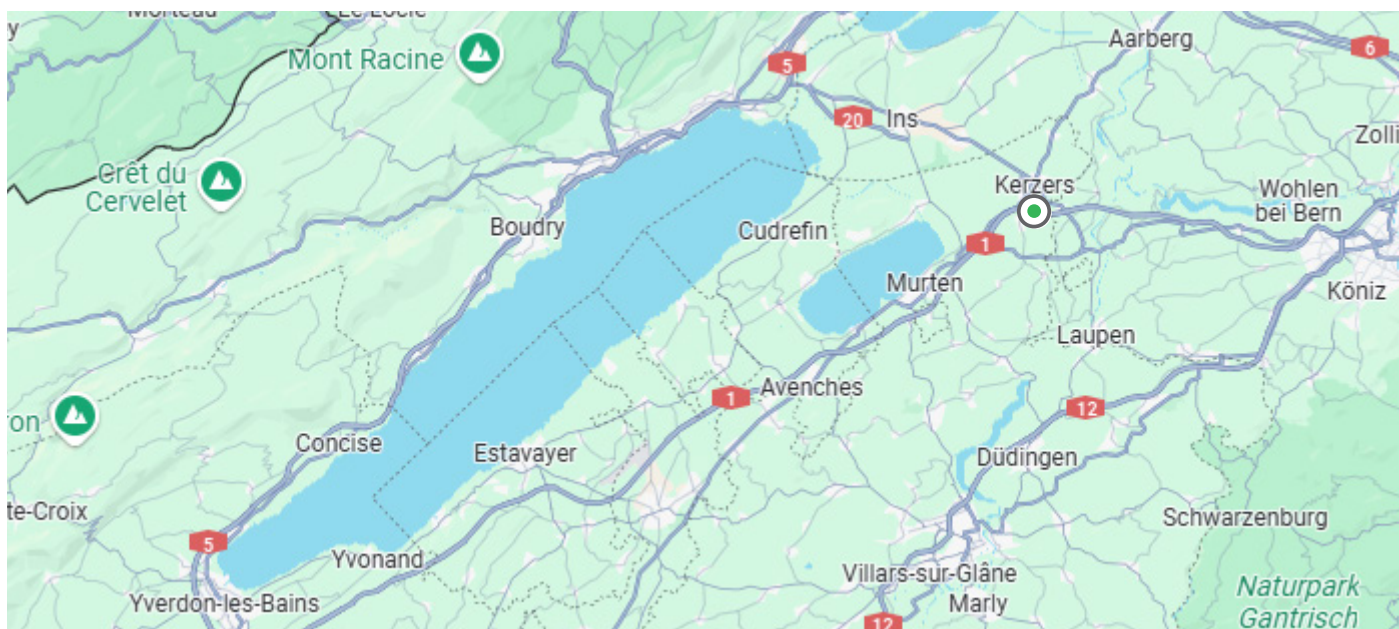 Morteau
Le Locle
y
Mont Racine
5
Aarberg
6
20
Ins
Zolli
Crêt du
Cervelet
Kerzers
Wohlen
bei Bern
Boudry
Cudrefin
1
Murten
Köniz
Laupen
1
Avenches
12
on
Concise
Estavayer
Düdingen
te-Croix
Schwarzenburg
5
Yvonand
Villars-sur-Glâne
Yverdon-les-Bains
Marly
Naturpark
Gantrisch
12